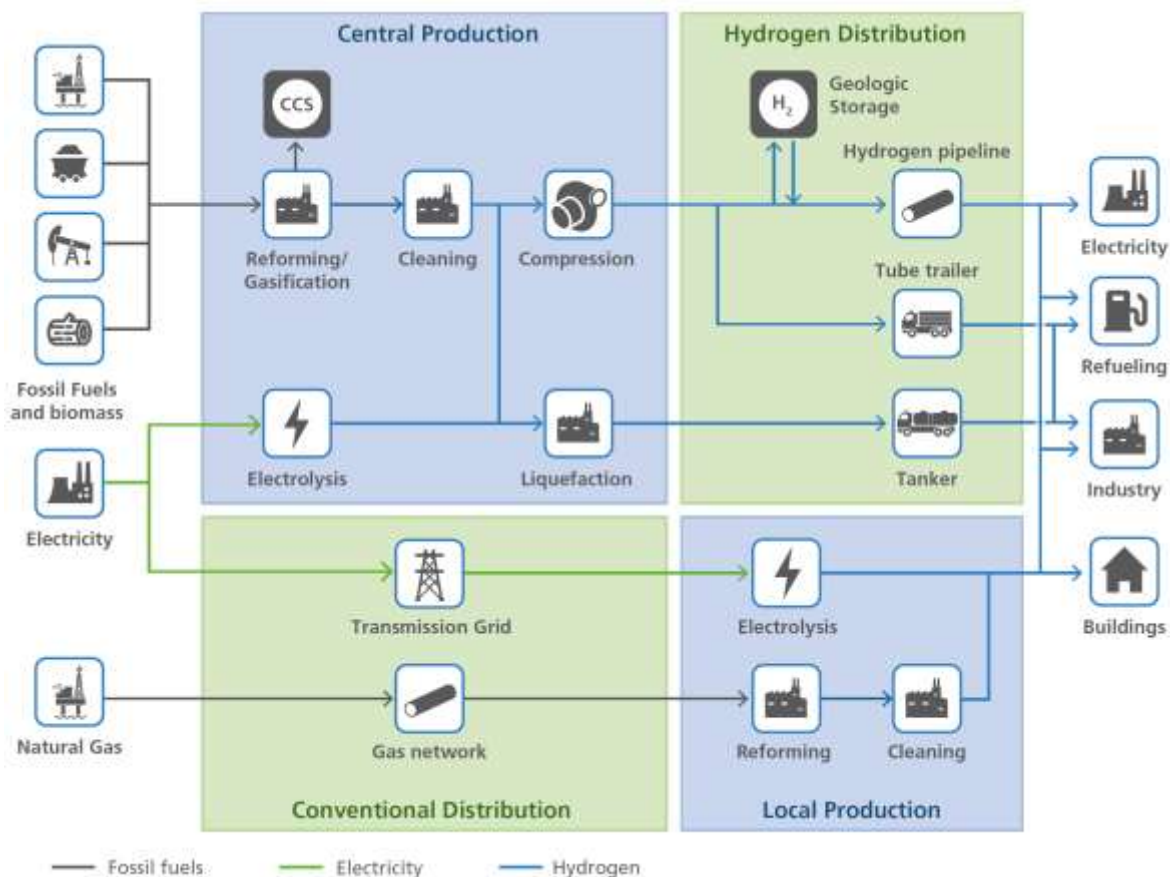 Central Production
Hydrogen Distribution
CCS
H2
Geologic
Storage
Hydrogen pipeline
Reforming/
Gasification
Cleaning
Compression
Electricity
Tube trailer
Refueling
Fossil Fuels
and biomass
Electrolysis
Liquefaction
Tanker
Industry
Electricity
Transmission Grid
Electrolysis
Buildings
Natural Gas
Gas network
Reforming
Cleaning
Conventional Distribution
Local Production
Fossil fuels
Electricity
Hydrogen